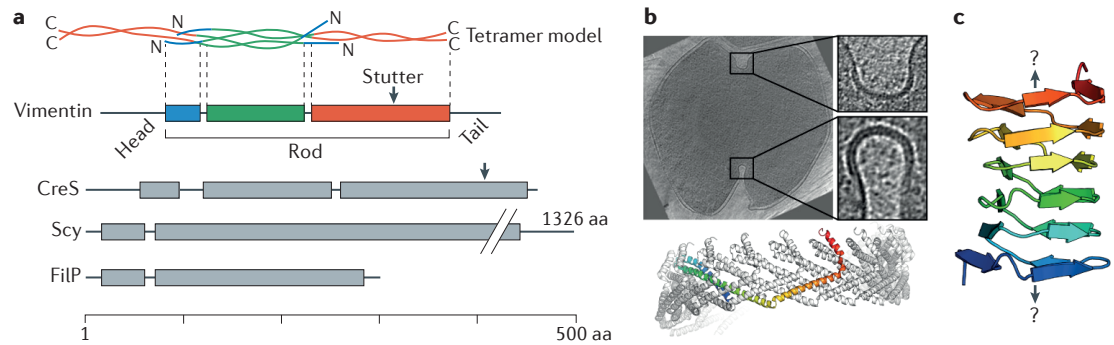 a
C
C
N
N
N
N
C
C
Tetramer model
Stutter
Vimentin
Head
Rod
Tail
CreS
Scy
1326 aa
FilP
1
500 aa
b
c
?
?